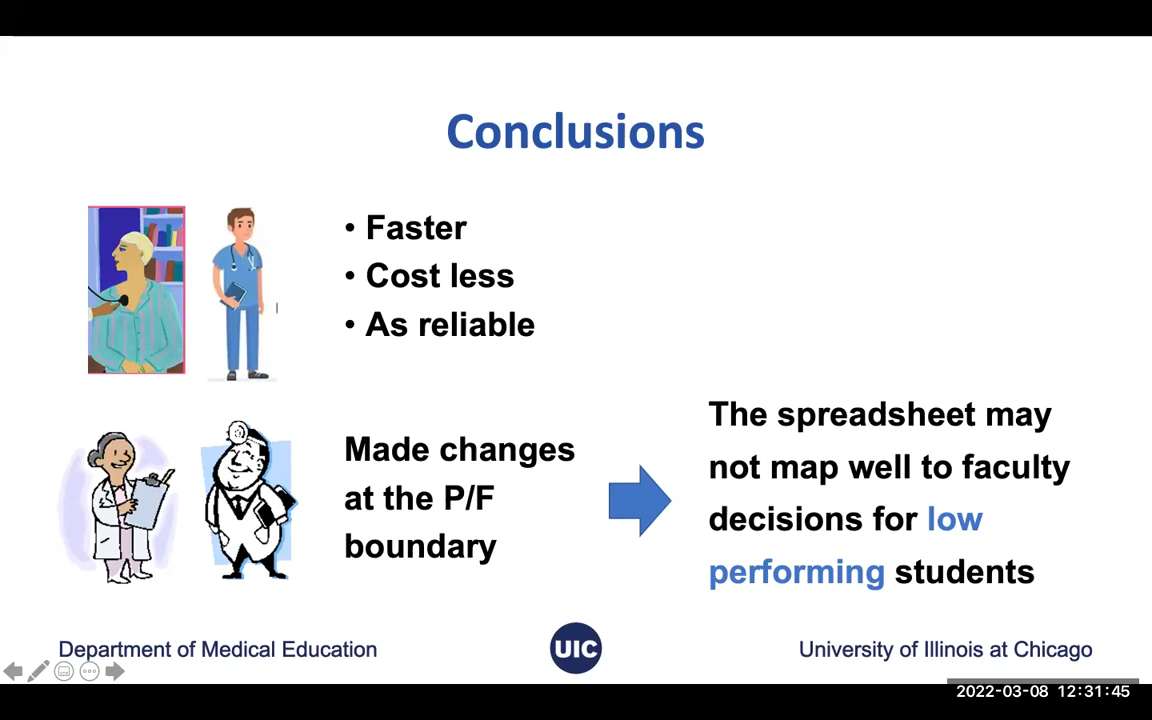 Conclusions
• Faster
• Cost less
• As reliable
Made changes
at the P/F
boundary
The spreadsheet may
not map well to faculty
decisions for low
performing students
Department of Medical Education
UIC
University of Illinois at Chicago
2022-03-08 12:31:45